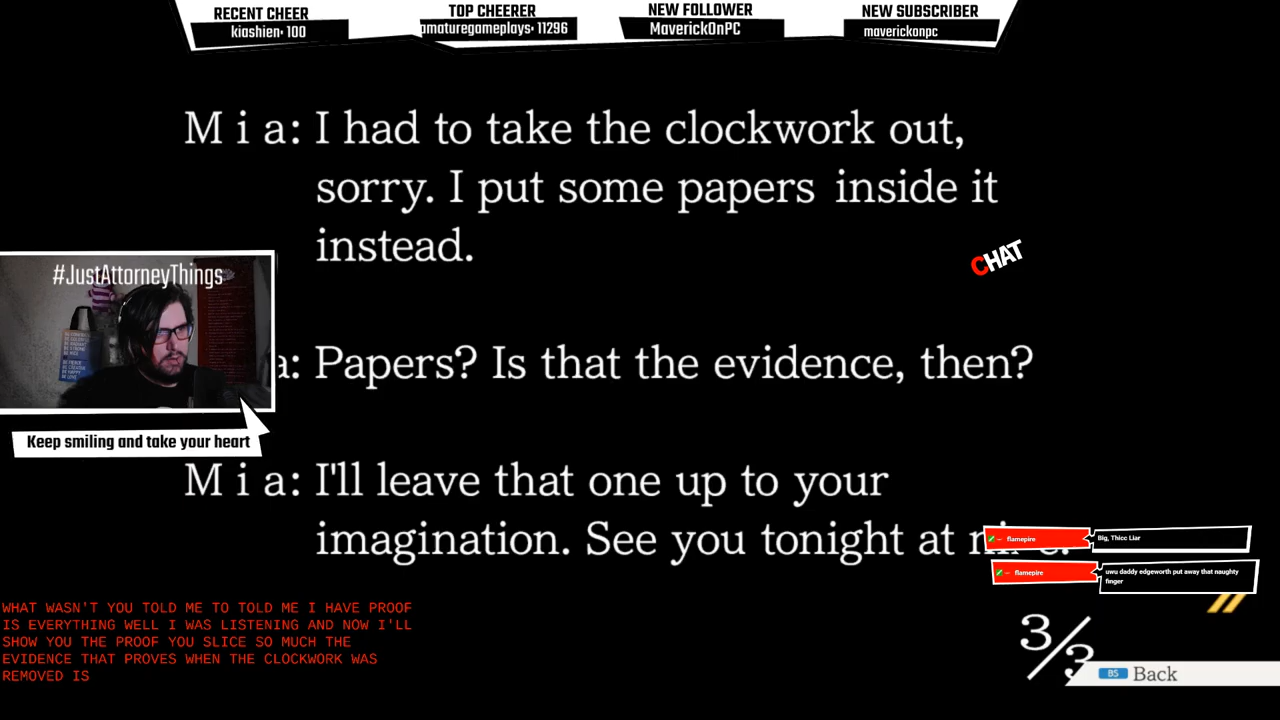 RECENT CHEER
kiashien• 100
TOP CHEERER
amaturegameplays• 11296
NEW FOLLOWER
MaverickOnPC
NEW SUBSCRIBER
maverickonpc
M i a: I had to take the clockwork out,
sorry. I put some papers inside it
instead.
CHAT
#JustAttorneyThings
a: Papers? Is that the evidence, then?
Keep smiling and take your heart
M i a: I'll leave that one up to your
imagination. See you tonight at
flamepire
Big, Thicc Liar
flamepire
uwu daddy edgeworth put away that naughty
finger
WHAT WASN'T YOU TOLD ME TO TOLD ME I HAVE PROOF
IS EVERYTHING WELL I WAS LISTENING AND NOW I'LL
SHOW YOU THE PROOF YOU SLICE SO MUCH THE
EVIDENCE THAT PROVES WHEN THE CLOCKWORK WAS
REMOVED IS
3/3
BS Back